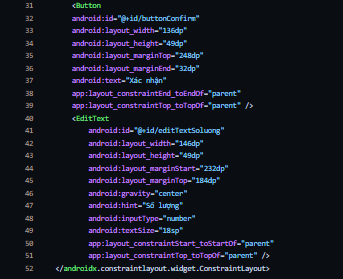 31 <Button
32 android:id="@+id/buttonConfirm"
33 android:layout_width="136dp"
34 android:layout_height="49dp"
35 android:layout_marginTop="248dp"
36 android:layout_marginEnd="32dp"
37 android:text="Xác nhận"
38 app:layout_constraintEnd_toEndOf="parent"
39 app:layout_constraintTop_toTopOf="parent" />
40 <EditText
41 android:id="@+id/editTextSoluong"
42 android:layout_width="146dp"
43 android:layout_height="49dp"
44 android:layout_marginStart="232dp"
45 android:layout_marginTop="184dp"
46 android:gravity="center"
47 android:hint="Số lượng"
48 android:inputType="number"
49 android:textSize="18sp"
50 app:layout_constraintStart_toStartOf="parent"
51 app:layout_constraintTop_toTopOf="parent" />
52 </androidx.constraintlayout.widget.ConstraintLayout>